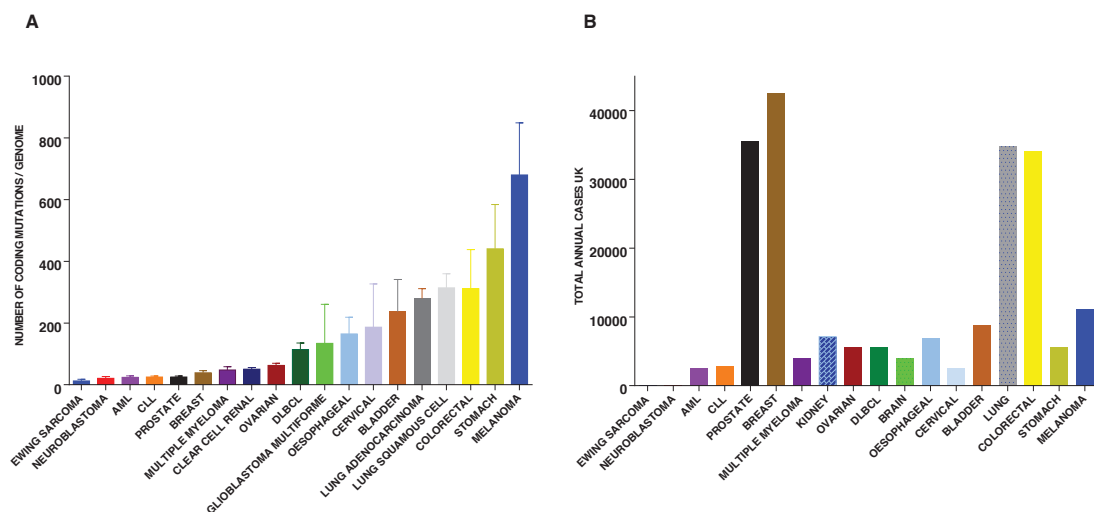 A
NUMBER OF CODING MUTATIONS / GENOME
1000
800
600
400
200
0
EWING SARCOMA
NEUROBLASTOMA
AML
CLL
PROSTATE
BREAST
MULTIPLE MYELOMA
CLEAR CELL RENAL
OVARIAN
DLBCL
GLIOBLASTOMA MULTIFORME
OESOPHAGEAL
CERVICAL
BLADDER
LUNG ADENOCARCINOMA
LUNG SQUAMOUS CELL
COLORECTAL
STOMACH
MELANOMA
B
TOTAL ANNUAL CASES UK
40000
30000
20000
10000
0
EWING SARCOMA
NEUROBLASTOMA
AML
CLL
PROSTATE
BREAST
MULTIPLE MYELOMA
KIDNEY
OVARIAN
DLBCL
BRAIN
OESOPHAGEAL
CERVICAL
BLADDER
LUNG
COLORECTAL
STOMACH
MELANOMA